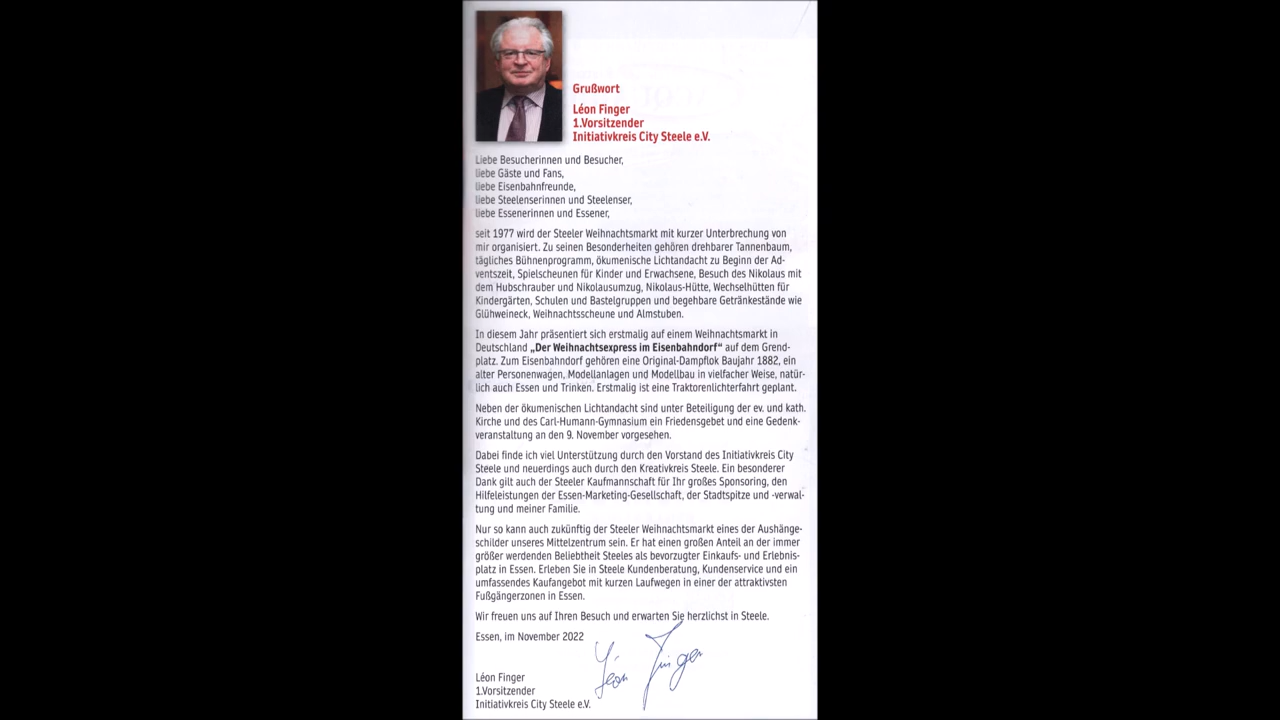 Grußwort
Léon Finger
1.Vorsitzender
Initiativkreis City Steele e.V.
Liebe Besucherinnen und Besucher,
liebe Gäste und Fans,
liebe Eisenbahnfreunde,
liebe Steelenserinnen und Steelenser,
liebe Essenerinnen und Essener,
seit 1977 wird der Steeler Weihnachtsmarkt mit kurzer Unterbrechung von
mir organisiert. Zu seinen Besonderheiten gehören drehbarer Tannenbaum,
tägliches Bühnenprogramm, ökumenische Lichtandacht zu Beginn der Ad-
ventszeit, Spielscheunen für Kinder und Erwachsene, Besuch des Nikolaus mit
dem Hubschrauber und Nikolausumzug, Nikolaus-Hütte, Wechselhütten für
Kindergärten, Schulen und Bastelgruppen und begehbare Getränkestände wie
Glühweineck, Weihnachtsscheune und Almstuben.
In diesem Jahr präsentiert sich erstmalig auf einem Weihnachtsmarkt in
Deutschland „Der Weihnachtsexpress im Eisenbahndorf“ auf dem Grend-
platz. Zum Eisenbahndorf gehören eine Original-Dampflok Baujahr 1882, ein
alter Personenwagen, Modellanlagen und Modellbau in vielfacher Weise, natür-
lich auch Essen und Trinken. Erstmalig ist eine Traktorenlichterfahrt geplant.
Neben der ökumenischen Lichtandacht sind unter Beteiligung der ev. und kath.
Kirche und des Carl-Humann-Gymnasium ein Friedensgebet und eine Gedenk-
veranstaltung an den 9. November vorgesehen.
Dabei finde ich viel Unterstützung durch den Vorstand des Initiativkreis City
Steele und neuerdings auch durch den Kreativkreis Steele. Ein besonderer
Dank gilt auch der Steeler Kaufmannschaft für Ihr großes Sponsoring, den
Hilfeleistungen der Essen-Marketing-Gesellschaft, der Stadtspitze und -verwal-
tung und meiner Familie.
Nur so kann auch zukünftig der Steeler Weihnachtsmarkt eines der Aushänge-
schilder unseres Mittelzentrum sein. Er hat einen großen Anteil an der immer
größer werdenden Beliebtheit Steeles als bevorzugter Einkaufs- und Erlebnis-
platz in Essen. Erleben Sie in Steele Kundenberatung, Kundenservice und ein
umfassendes Kaufangebot mit kurzen Laufwegen in einer der attraktivsten
Fußgängerzonen in Essen.
Wir freuen uns auf Ihren Besuch und erwarten Sie herzlichst in Steele.
Essen, im November 2022
Léon Finger
Léon Finger
1.Vorsitzender
Initiativkreis City Steele e.V.